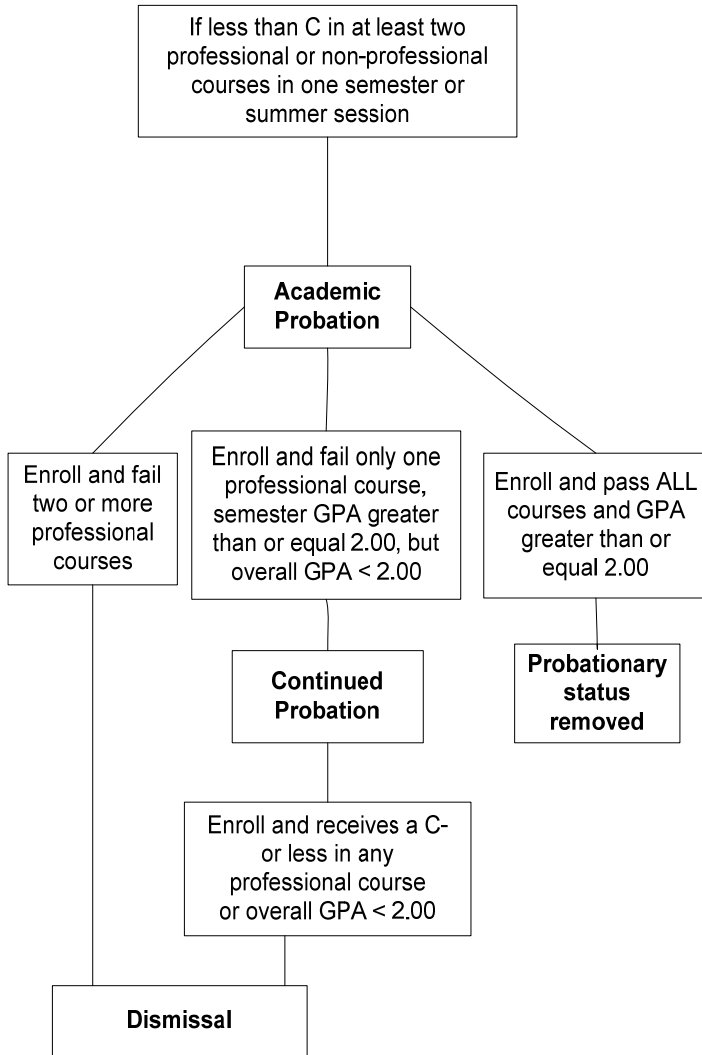 If less than C in at least two
professional or non-professional
courses in one semester or
summer session
Academic
Probation
Enroll and fail
two or more
professional
courses
Enroll and fail only one
professional course,
semester GPA greater
than or equal 2.00, but
overall GPA < 2.00
Enroll and pass ALL
courses and GPA
greater than or
equal 2.00
Continued
Probation
Probationary
status
removed
Enroll and receives a C-
or less in any
professional course
or overall GPA < 2.00
Dismissal